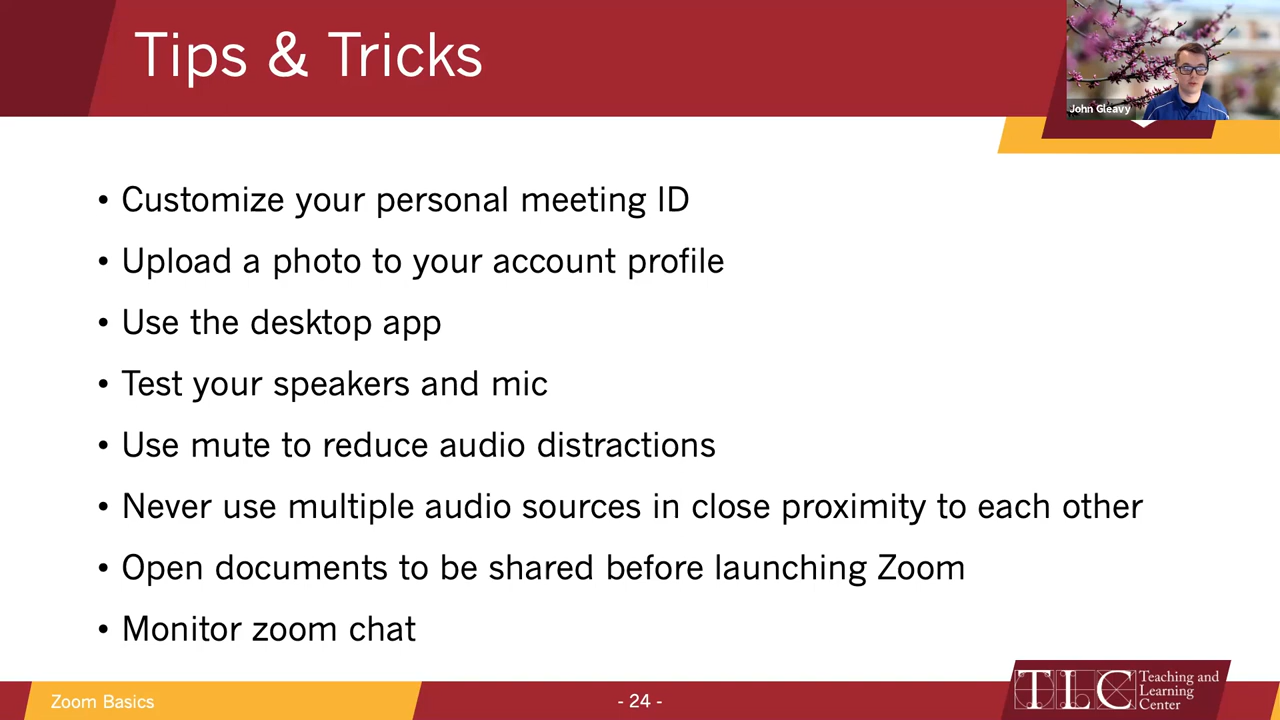 Tips & Tricks
John Gleavy
• Customize your personal meeting ID
• Upload a photo to your account profile
• Use the desktop app
• Test your speakers and mic
• Use mute to reduce audio distractions
• Never use multiple audio sources in close proximity to each other
• Open documents to be shared before launching Zoom
• Monitor zoom chat
Zoom Basics
- 24 -
TLC
Teaching and
Learning
Center